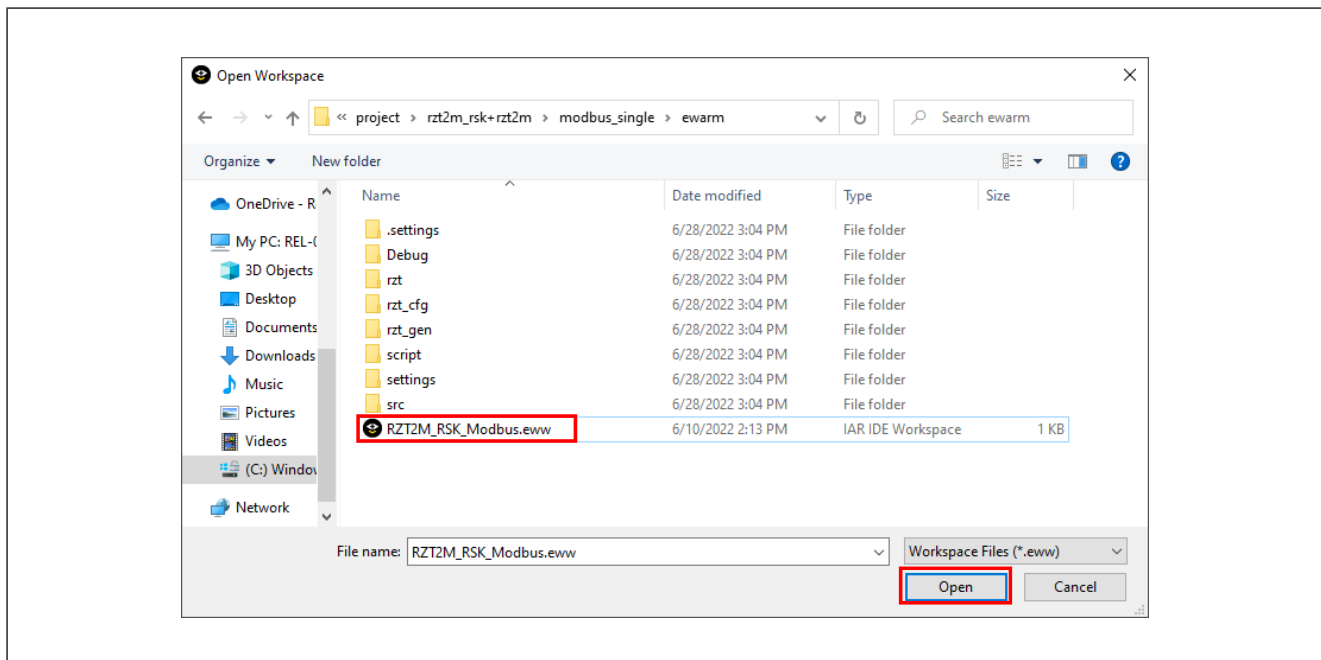 Open Workspace
« project › rzt2m_rsk+rzt2m › modbus_single › ewarm
Search ewarm
Organize
New folder
Name Date modified Type Size
OneDrive - R
My PC: REL-
3D Objects
Desktop
Documents
Downloads
Music
Pictures
Videos
(C:) Windo
Network
.settings 6/28/2022 3:04 PM File folder
Debug 6/28/2022 3:04 PM File folder
rzt 6/28/2022 3:04 PM File folder
rzt_cfg 6/28/2022 3:04 PM File folder
rzt_gen 6/28/2022 3:04 PM File folder
script 6/28/2022 3:04 PM File folder
settings 6/28/2022 3:04 PM File folder
src 6/28/2022 3:04 PM File folder
RZT2M_RSK_Modbus.eww 6/10/2022 2:13 PM IAR IDE Workspace 1 KB
File name: RZT2M_RSK_Modbus.eww
Workspace Files (*.eww)
Open
Cancel